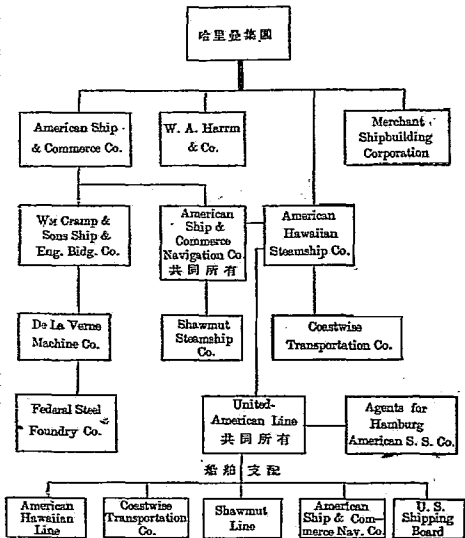 哈里曼集團
American Ship
& Commerce Co.
W. A. Harrm
& Co.
Merchant
Shipbuilding
Corporation
Wm Cramp &
Sons Ship &
Eng. Bidg. Co.
American
Ship &
Commerce
Navigation Co.
共同所有
American
Hawaiian
Steamship Co.
De La Verne
Machine Co.
Shawmut
Steamship
Co.
Coastwise
Transportation Co.
Federal Steel
Foundry Co.
United-
American Line
共同所有
Agents for
Hamburg
American S. S. Co.
船舶支配
American
Hawaiian
Line
Coastwise
Transportation
Co.
Shawmut
Line
American
Ship & Com-
merce Nav. Co.
U. S.
Shipping
Board